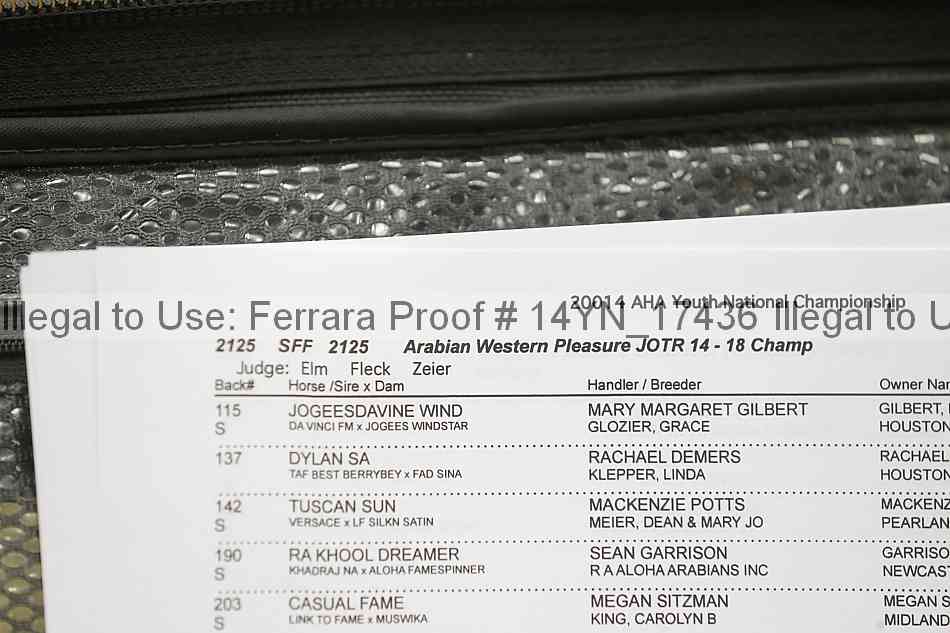 20014 AHA Youth National Championship
Illegal to Use: Ferrara Proof # 14YN_17436 Illegal to U
2125 SFF 2125 Arabian Western Pleasure JOTR 14 - 18 Champ
Judge: Elm Fleck Zeier
Back# Horse /Sire x Dam Handler / Breeder Owner Nar
115 JOGEESDAVINE WIND MARY MARGARET GILBERT GILBERT,
S DA VINCI FM x JOGEES WINDSTAR GLOZIER, GRACE HOUSTON
137 DYLAN SA RACHAEL DEMERS RACHAEL
TAF BEST BERRYBEY x FAD SINA KLEPPER, LINDA HOUSTON
142 TUSCAN SUN MACKENZIE POTTS MACKENZ
S VERSACE x LF SILKN SATIN MEIER, DEAN & MARY JO PEARLAN
190 RA KHOOL DREAMER SEAN GARRISON GARRISO
S KHADRAJ NA x ALOHA FAMESPINNER R A ALOHA ARABIANS INC NEWCAS
203 CASUAL FAME MEGAN SITZMAN MEGAN S
S LINK TO FAME x MUSWIKA KING, CAROLYN B MIDLAND